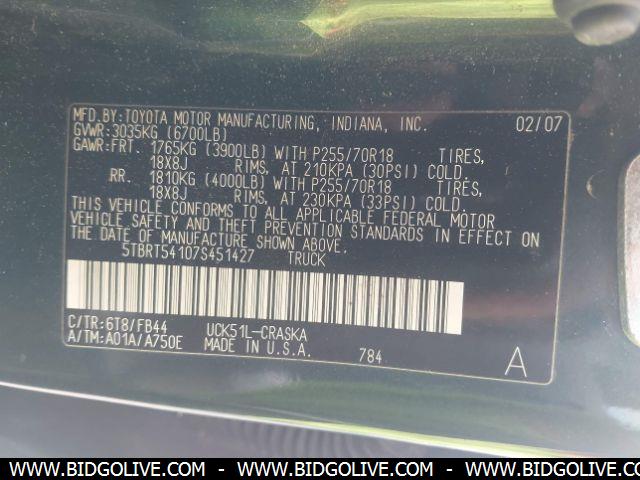 MFD.BY:TOYOTA MOTOR MANUFACTURING, INDIANA, INC. 02/07
GVWR:3035KG (6700LB)
GAWR:FRT. 1765KG (3900LB) WITH P255/70R18 TIRES,
18X8J RIMS, AT 210KPA (30PSI) COLD.
RR. 1810KG (4000LB) WITH P255/70R18 TIRES,
18X8J RIMS, AT 230KPA (33PSI) COLD.
THIS VEHICLE CONFORMS TO ALL APPLICABLE FEDERAL MOTOR
VEHICLE SAFETY AND THEFT PREVENTION STANDARDS IN EFFECT ON
THE DATE OF MANUFACTURE SHOWN ABOVE.
5TBRT54107S451427 TRUCK
C/TR:6T8/FB44 UCK51L-CRASKA
A/TM:A01A/A750E MADE IN U.S.A. 784 A
WWW.BIDGOLIVE.COM - WWW.BIDGOLIVE.COM - WWW.BIDGOLIVE.COM